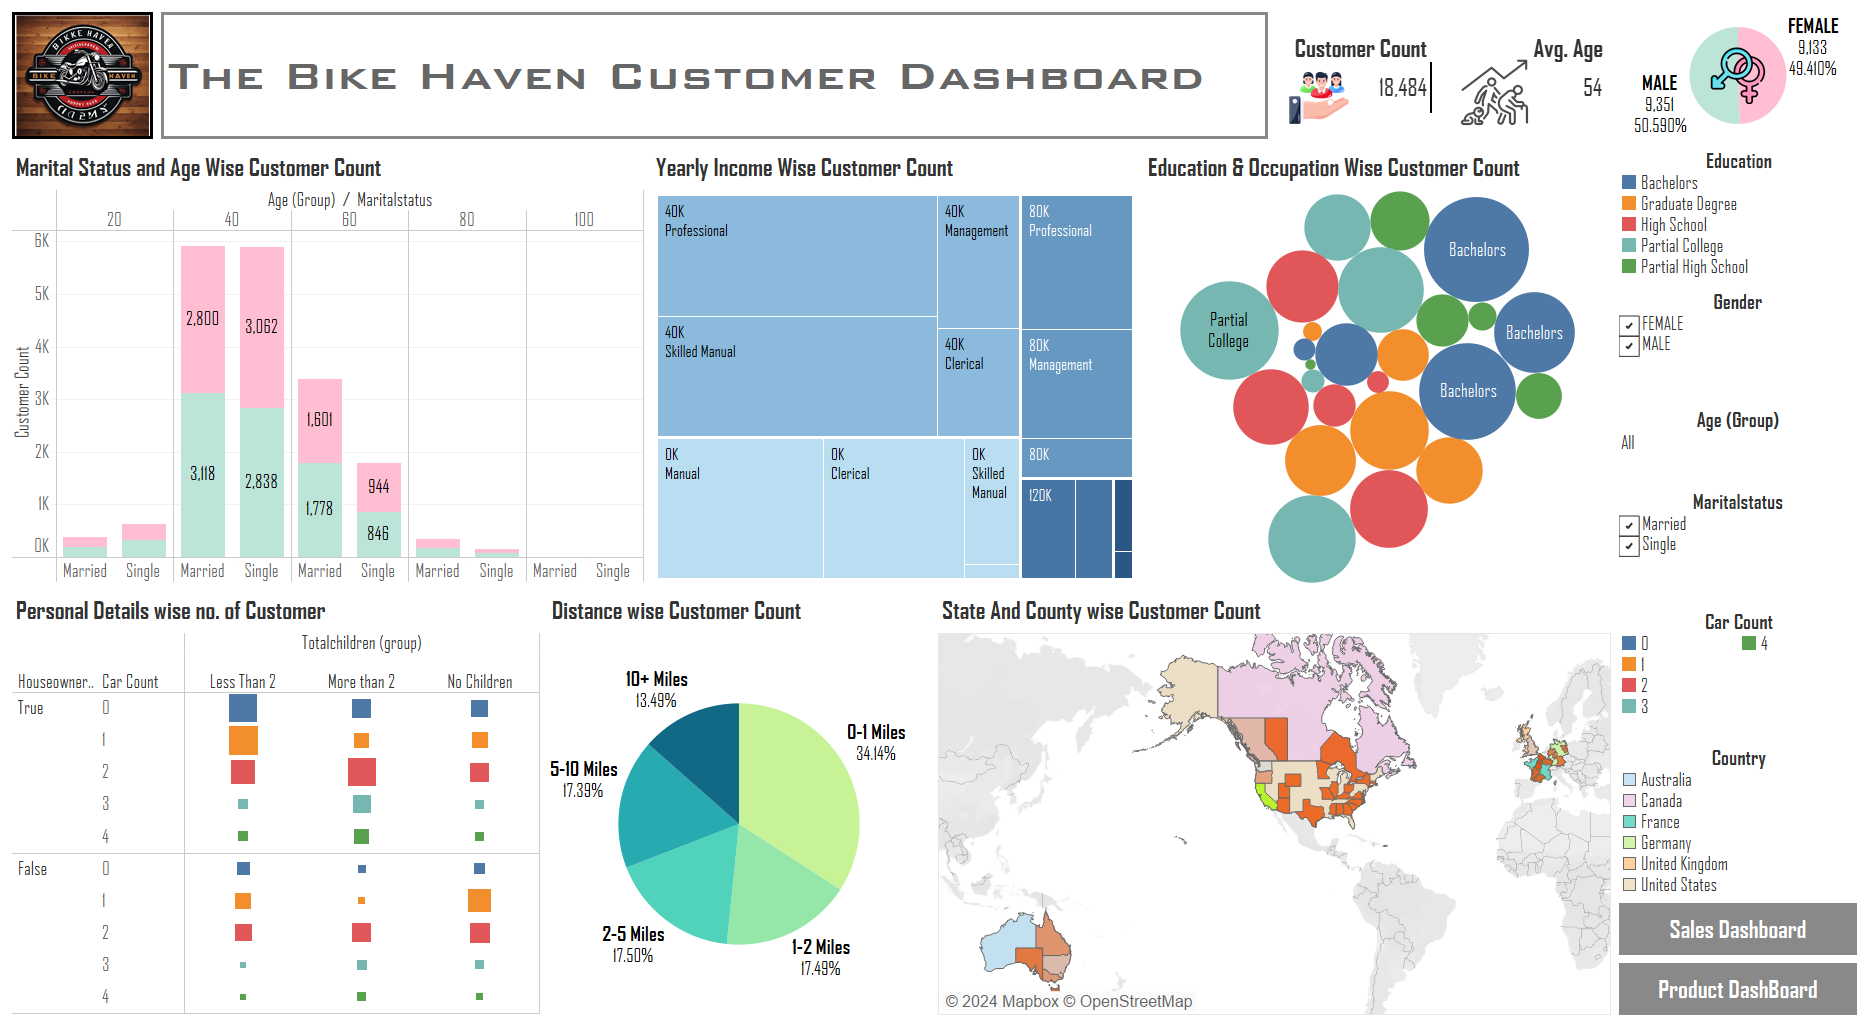 BIKKE HAVEN
BIKE HAVEN
THE BIKE HAVEN CUSTOMER DASHBOARD
Customer Count
18,484
Avg. Age
54
FEMALE
9,133
49.410%
MALE
9,351
50.590%
Marital Status and Age Wise Customer Count
Age (Group) / Maritalstatus
20 40 60 80 100
Customer Count
6K
5K
4K
3K
2K
1K
0K
2,800
3,062
3,118
2,838
1,601
1,778
944
846
Married Single Married Single Married Single Married Single Married Single
Yearly Income Wise Customer Count
40K
Professional
40K
Management
80K
Professional
40K
Skilled Manual
40K
Clerical
80K
Management
0K
Manual
0K
Clerical
0K
Skilled
Manual
80K
120K
Education & Occupation Wise Customer Count
Bachelors
Partial
College
Bachelors
Bachelors
Education
Bachelors
Graduate Degree
High School
Partial College
Partial High School
Gender
FEMALE
MALE
Age (Group)
All
Maritalstatus
Married
Single
Personal Details wise no. of Customer
Totalchildren (group)
Houseowner.. Car Count Less Than 2 More than 2 No Children
True 0
1
2
3
4
False 0
1
2
3
4
Distance wise Customer Count
10+ Miles
13.49%
0-1 Miles
34.14%
5-10 Miles
17.39%
2-5 Miles
17.50%
1-2 Miles
17.49%
State And County wise Customer Count
© 2024 Mapbox © OpenStreetMap
Car Count
0 4
1
2
3
Country
Australia
Canada
France
Germany
United Kingdom
United States
Sales Dashboard
Product DashBoard